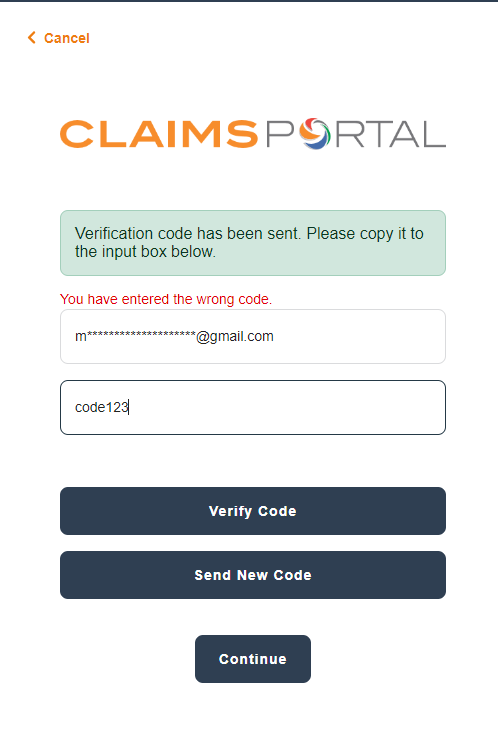 Cancel
CLAIMSPORTAL
Verification code has been sent. Please copy it to
the input box below.
You have entered the wrong code.
m********************@gmail.com
code123
Verify Code
Send New Code
Continue